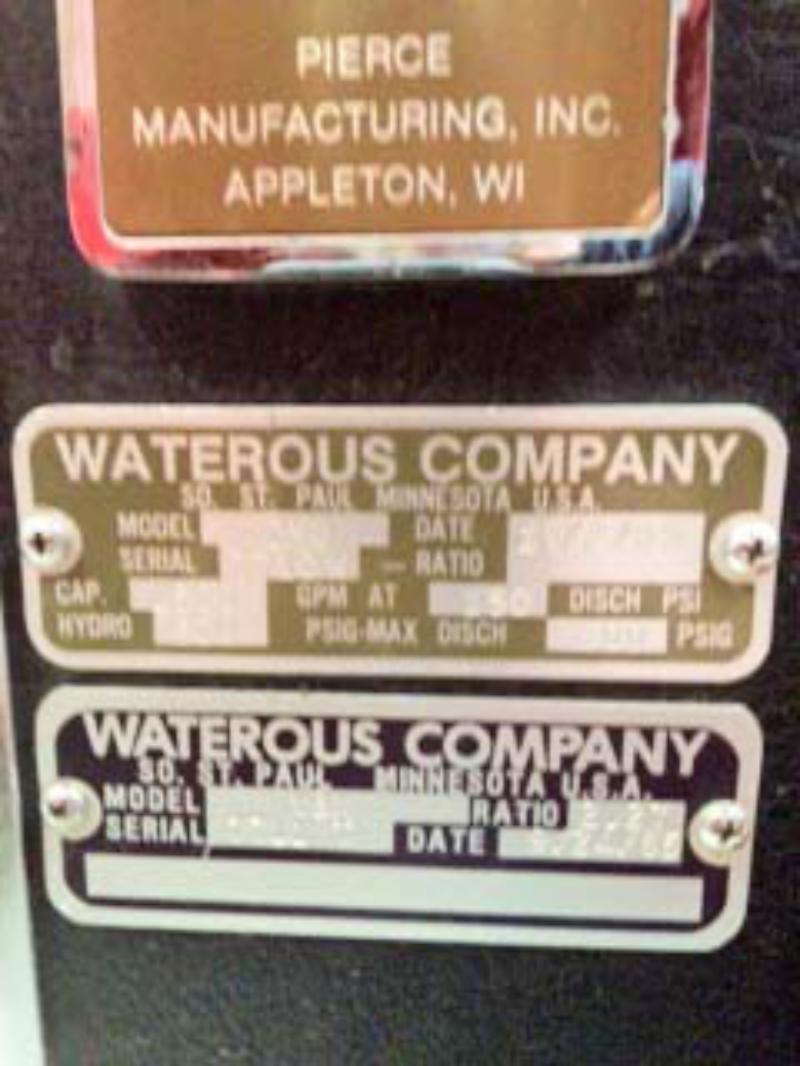 PIERCE
MANUFACTURING, INC.
APPLETON, WI
WATEROUS COMPANY
SO. ST. PAUL MINNESOTA U.S.A.
MODEL DATE
SERIAL — RATIO
CAP. GPM AT DISCH PSI
HYDRO PSIG-MAX DISCH PSIG
WATEROUS COMPANY
SO. ST. PAUL MINNESOTA U.S.A.
MODEL RATIO
SERIAL DATE